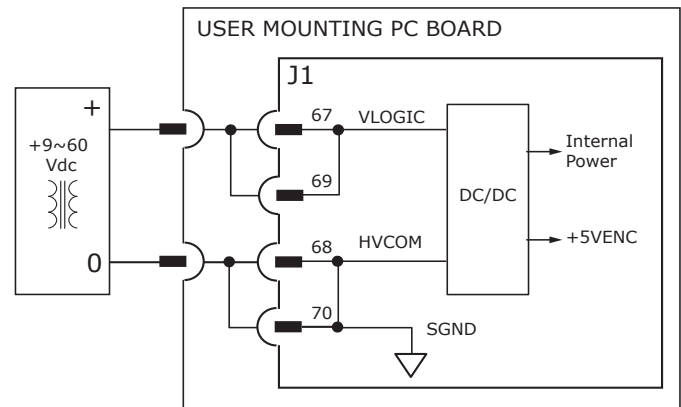 USER MOUNTING PC BOARD
J1
+
+9~60
Vdc
0
67
VLOGIC
69
68
HVCOM
70
SGND
DC/DC
Internal
Power
+5VENC